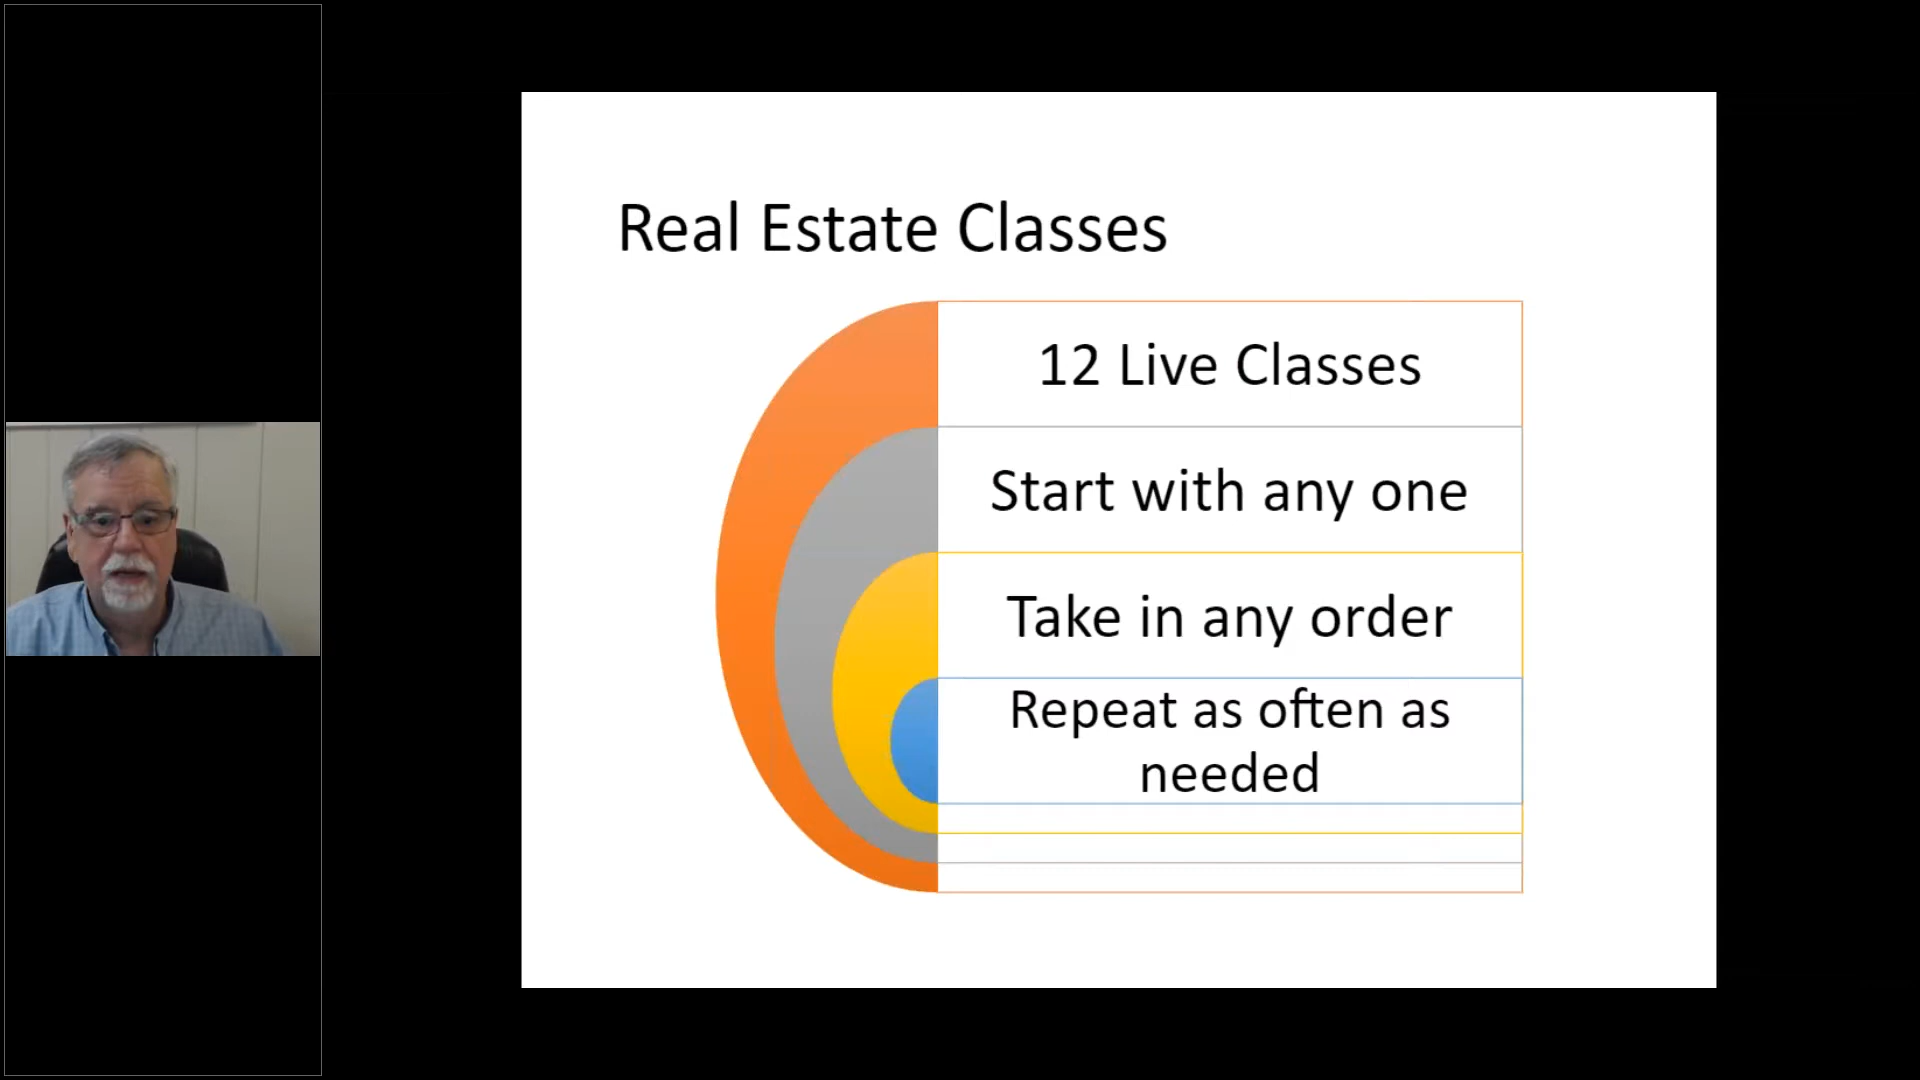 Real Estate Classes
12 Live Classes
Start with any one
Take in any order
Repeat as often as
needed